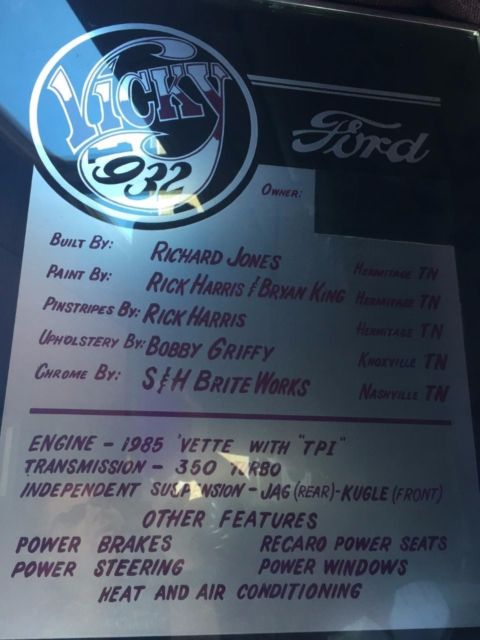 Vicky
1932
Ford
Owner:
Built By: Richard Jones Hermitage TN
Paint By: Rick Harris & Bryan King Hermitage TN
Pinstripes By: Rick Harris Hermitage TN
Upholstery By: Bobby Griffy Knoxville TN
Chrome By: S&H Brite Works Nashville TN
ENGINE - 1985 'VETTE WITH "TPI"
TRANSMISSION - 350 TURBO
INDEPENDENT SUSPENSION - JAG (REAR)-KUGLE (FRONT)
OTHER FEATURES
POWER BRAKES RECARO POWER SEATS
POWER STEERING POWER WINDOWS
HEAT AND AIR CONDITIONING